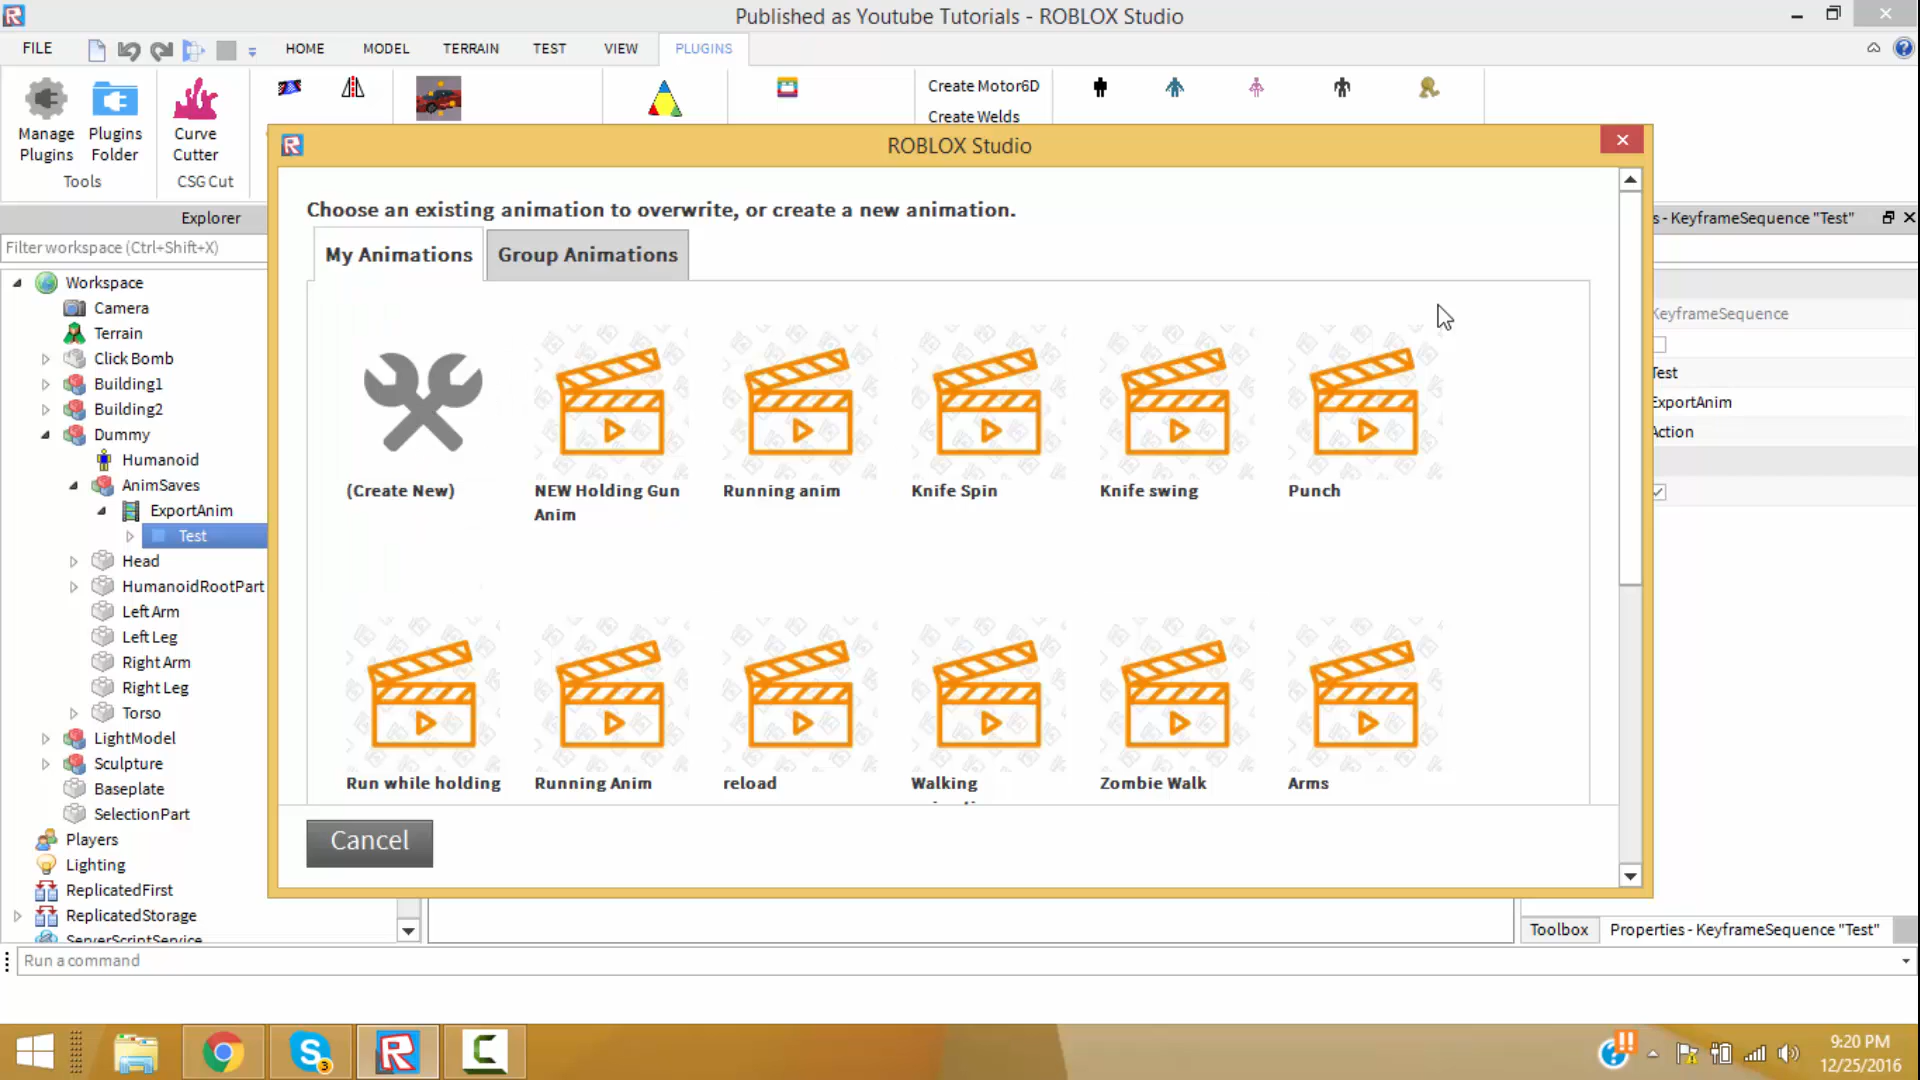 Published as Youtube Tutorials - ROBLOX Studio
FILE
HOME
MODEL
TERRAIN
TEST
VIEW
PLUGINS
Manage
Plugins
Plugins
Folder
Curve
Cutter
Tools
CSG Cut
Create Motor6D
Create Welds
ROBLOX Studio
Explorer
Filter workspace (Ctrl+Shift+X)
Workspace
Camera
Terrain
Click Bomb
Building1
Building2
Dummy
Humanoid
AnimSaves
ExportAnim
Test
Head
HumanoidRootPart
Left Arm
Left Leg
Right Arm
Right Leg
Torso
LightModel
Sculpture
Baseplate
SelectionPart
Players
Lighting
ReplicatedFirst
ReplicatedStorage
ServerScriptService
Choose an existing animation to overwrite, or create a new animation.
My Animations
Group Animations
(Create New)
NEW Holding Gun
Anim
Running anim
Knife Spin
Knife swing
Punch
Run while holding
Running Anim
reload
Walking
Zombie Walk
Arms
Cancel
s - KeyframeSequence "Test"
KeyframeSequence
Test
ExportAnim
Action
Toolbox
Properties - KeyframeSequence "Test"
Run a command
3
9:20 PM
12/25/2016